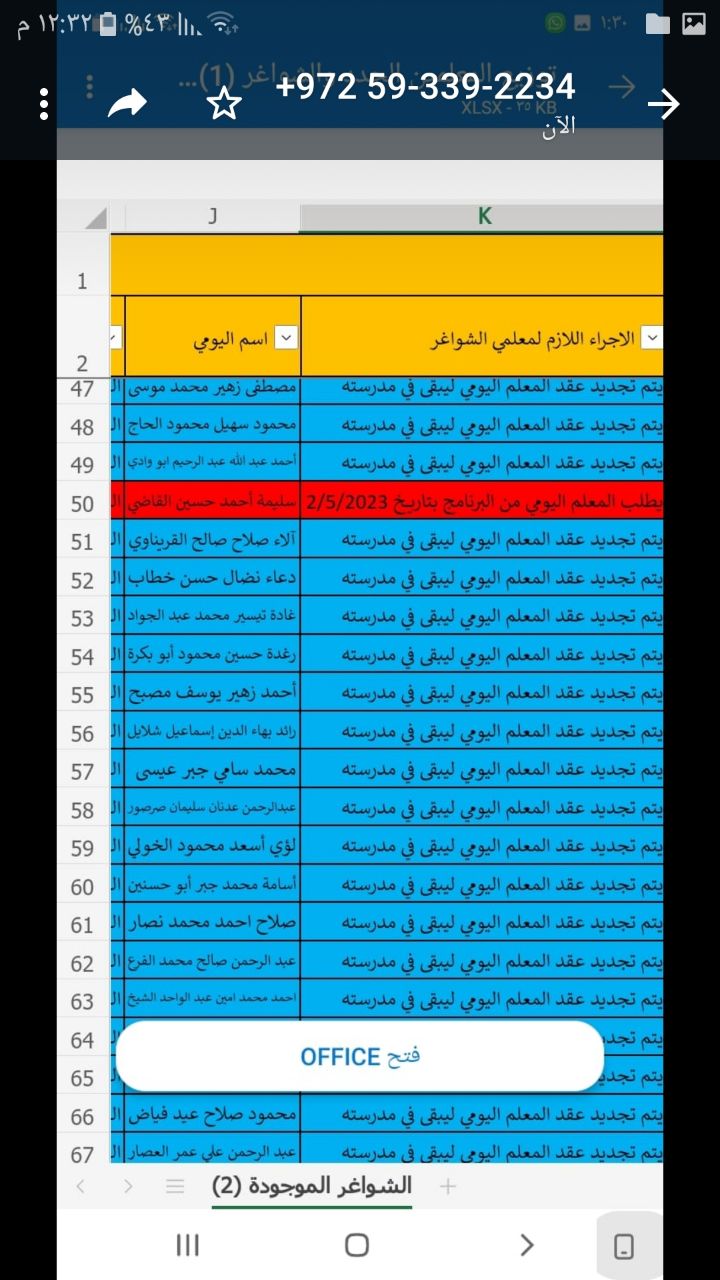 ١٢:٣٢ م %٤٣ ١:٣٠
+972 59-339-2234
الآن
XLSX - ٣٥ KB
J K
1
2 اسم اليومي الاجراء اللازم لمعلمي الشواغر
47 مصطفى زهير محمد موسى يتم تجديد عقد المعلم اليومي ليبقى في مدرسته
48 محمود سهيل محمود الحاج يتم تجديد عقد المعلم اليومي ليبقى في مدرسته
49 أحمد عبد الله عبد الرحيم ابو وادي يتم تجديد عقد المعلم اليومي ليبقى في مدرسته
50 سليمة أحمد حسين القاضي يطلب المعلم اليومي من البرنامج بتاريخ 2/5/2023
51 آلاء صلاح صالح القريناوي يتم تجديد عقد المعلم اليومي ليبقى في مدرسته
52 دعاء نضال حسن خطاب يتم تجديد عقد المعلم اليومي ليبقى في مدرسته
53 غادة تيسير محمد عبد الجواد يتم تجديد عقد المعلم اليومي ليبقى في مدرسته
54 رغدة حسين محمود أبو بكرة يتم تجديد عقد المعلم اليومي ليبقى في مدرسته
55 أحمد زهير يوسف مصبح يتم تجديد عقد المعلم اليومي ليبقى في مدرسته
56 رائد بهاء الدين إسماعيل شلايل يتم تجديد عقد المعلم اليومي ليبقى في مدرسته
57 محمد سامي جبر عيسى يتم تجديد عقد المعلم اليومي ليبقى في مدرسته
58 عبدالرحمن عدنان سليمان صرصور يتم تجديد عقد المعلم اليومي ليبقى في مدرسته
59 لؤي أسعد محمود الخولي يتم تجديد عقد المعلم اليومي ليبقى في مدرسته
60 أسامة محمد جبر أبو حسنين يتم تجديد عقد المعلم اليومي ليبقى في مدرسته
61 صلاح احمد محمد نصار يتم تجديد عقد المعلم اليومي ليبقى في مدرسته
62 عبد الرحمن صالح محمد القرع يتم تجديد عقد المعلم اليومي ليبقى في مدرسته
63 احمد محمد امين عبد الواحد الشيخ يتم تجديد عقد المعلم اليومي ليبقى في مدرسته
64 يتم
فتح OFFICE
65 يتم
66 محمود صلاح عيد فياض يتم تجديد عقد المعلم اليومي ليبقى في مدرسته
67 عبد الرحمن علي عمر العصار يتم تجديد عقد المعلم اليومي ليبقى في مدرسته
الشواغر الموجودة (2)